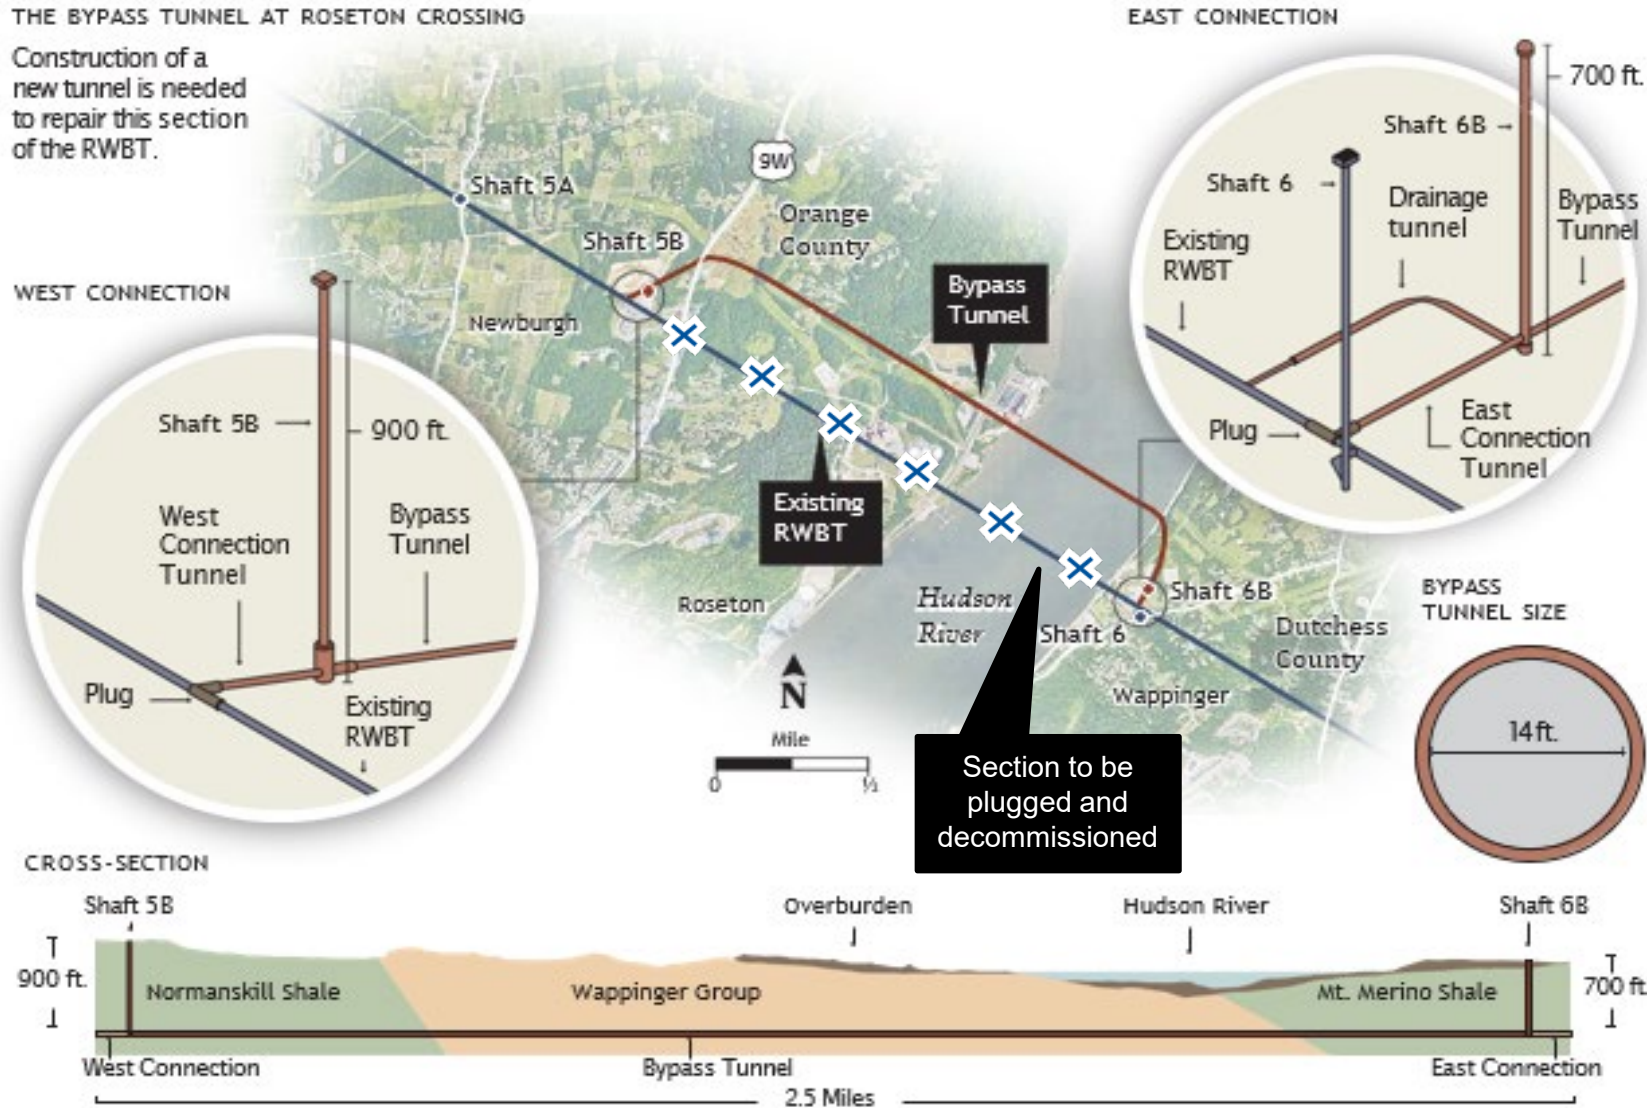 THE BYPASS TUNNEL AT ROSETON CROSSING
Construction of a
new tunnel is needed
to repair this section
of the RWBT.
EAST CONNECTION
700 ft.
Shaft 6B
Shaft 6
Drainage
tunnel
Bypass
Tunnel
Existing
RWBT
Plug
East
Connection
Tunnel
9W
Shaft 5A
Orange
County
Shaft 5B
Newburgh
Bypass
Tunnel
Existing
RWBT
Roseton
Hudson
River
Shaft 6B
Shaft 6
Dutchess
County
Wappinger
N
Mile
0
½
Section to be
plugged and
decommissioned
WEST CONNECTION
Shaft 5B
900 ft.
West
Connection
Tunnel
Bypass
Tunnel
Plug
Existing
RWBT
BYPASS
TUNNEL SIZE
14ft.
CROSS-SECTION
Shaft 5B
Overburden
Hudson River
Shaft 6B
900 ft.
Normanskill Shale
Wappinger Group
Mt. Merino Shale
700 ft
West Connection
Bypass Tunnel
East Connection
2.5 Miles